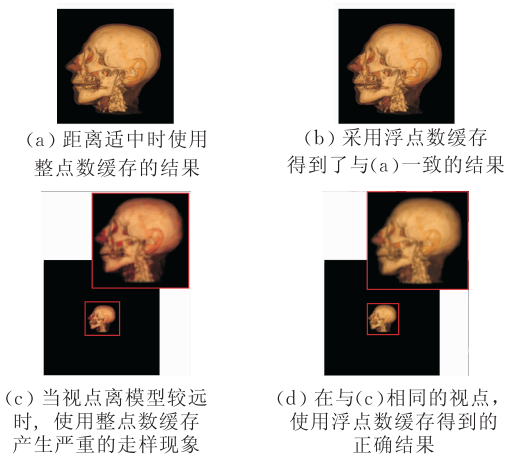 (a)距离适中时使用
整点数缓存的结果
(b)采用浮点数缓存
得到了与(a)一致的结果
(c)当视点离模型较远
时，使用整点数缓存
产生严重的走样现象
(d)在与(c)相同的视点，
使用浮点数缓存得到的
正确结果